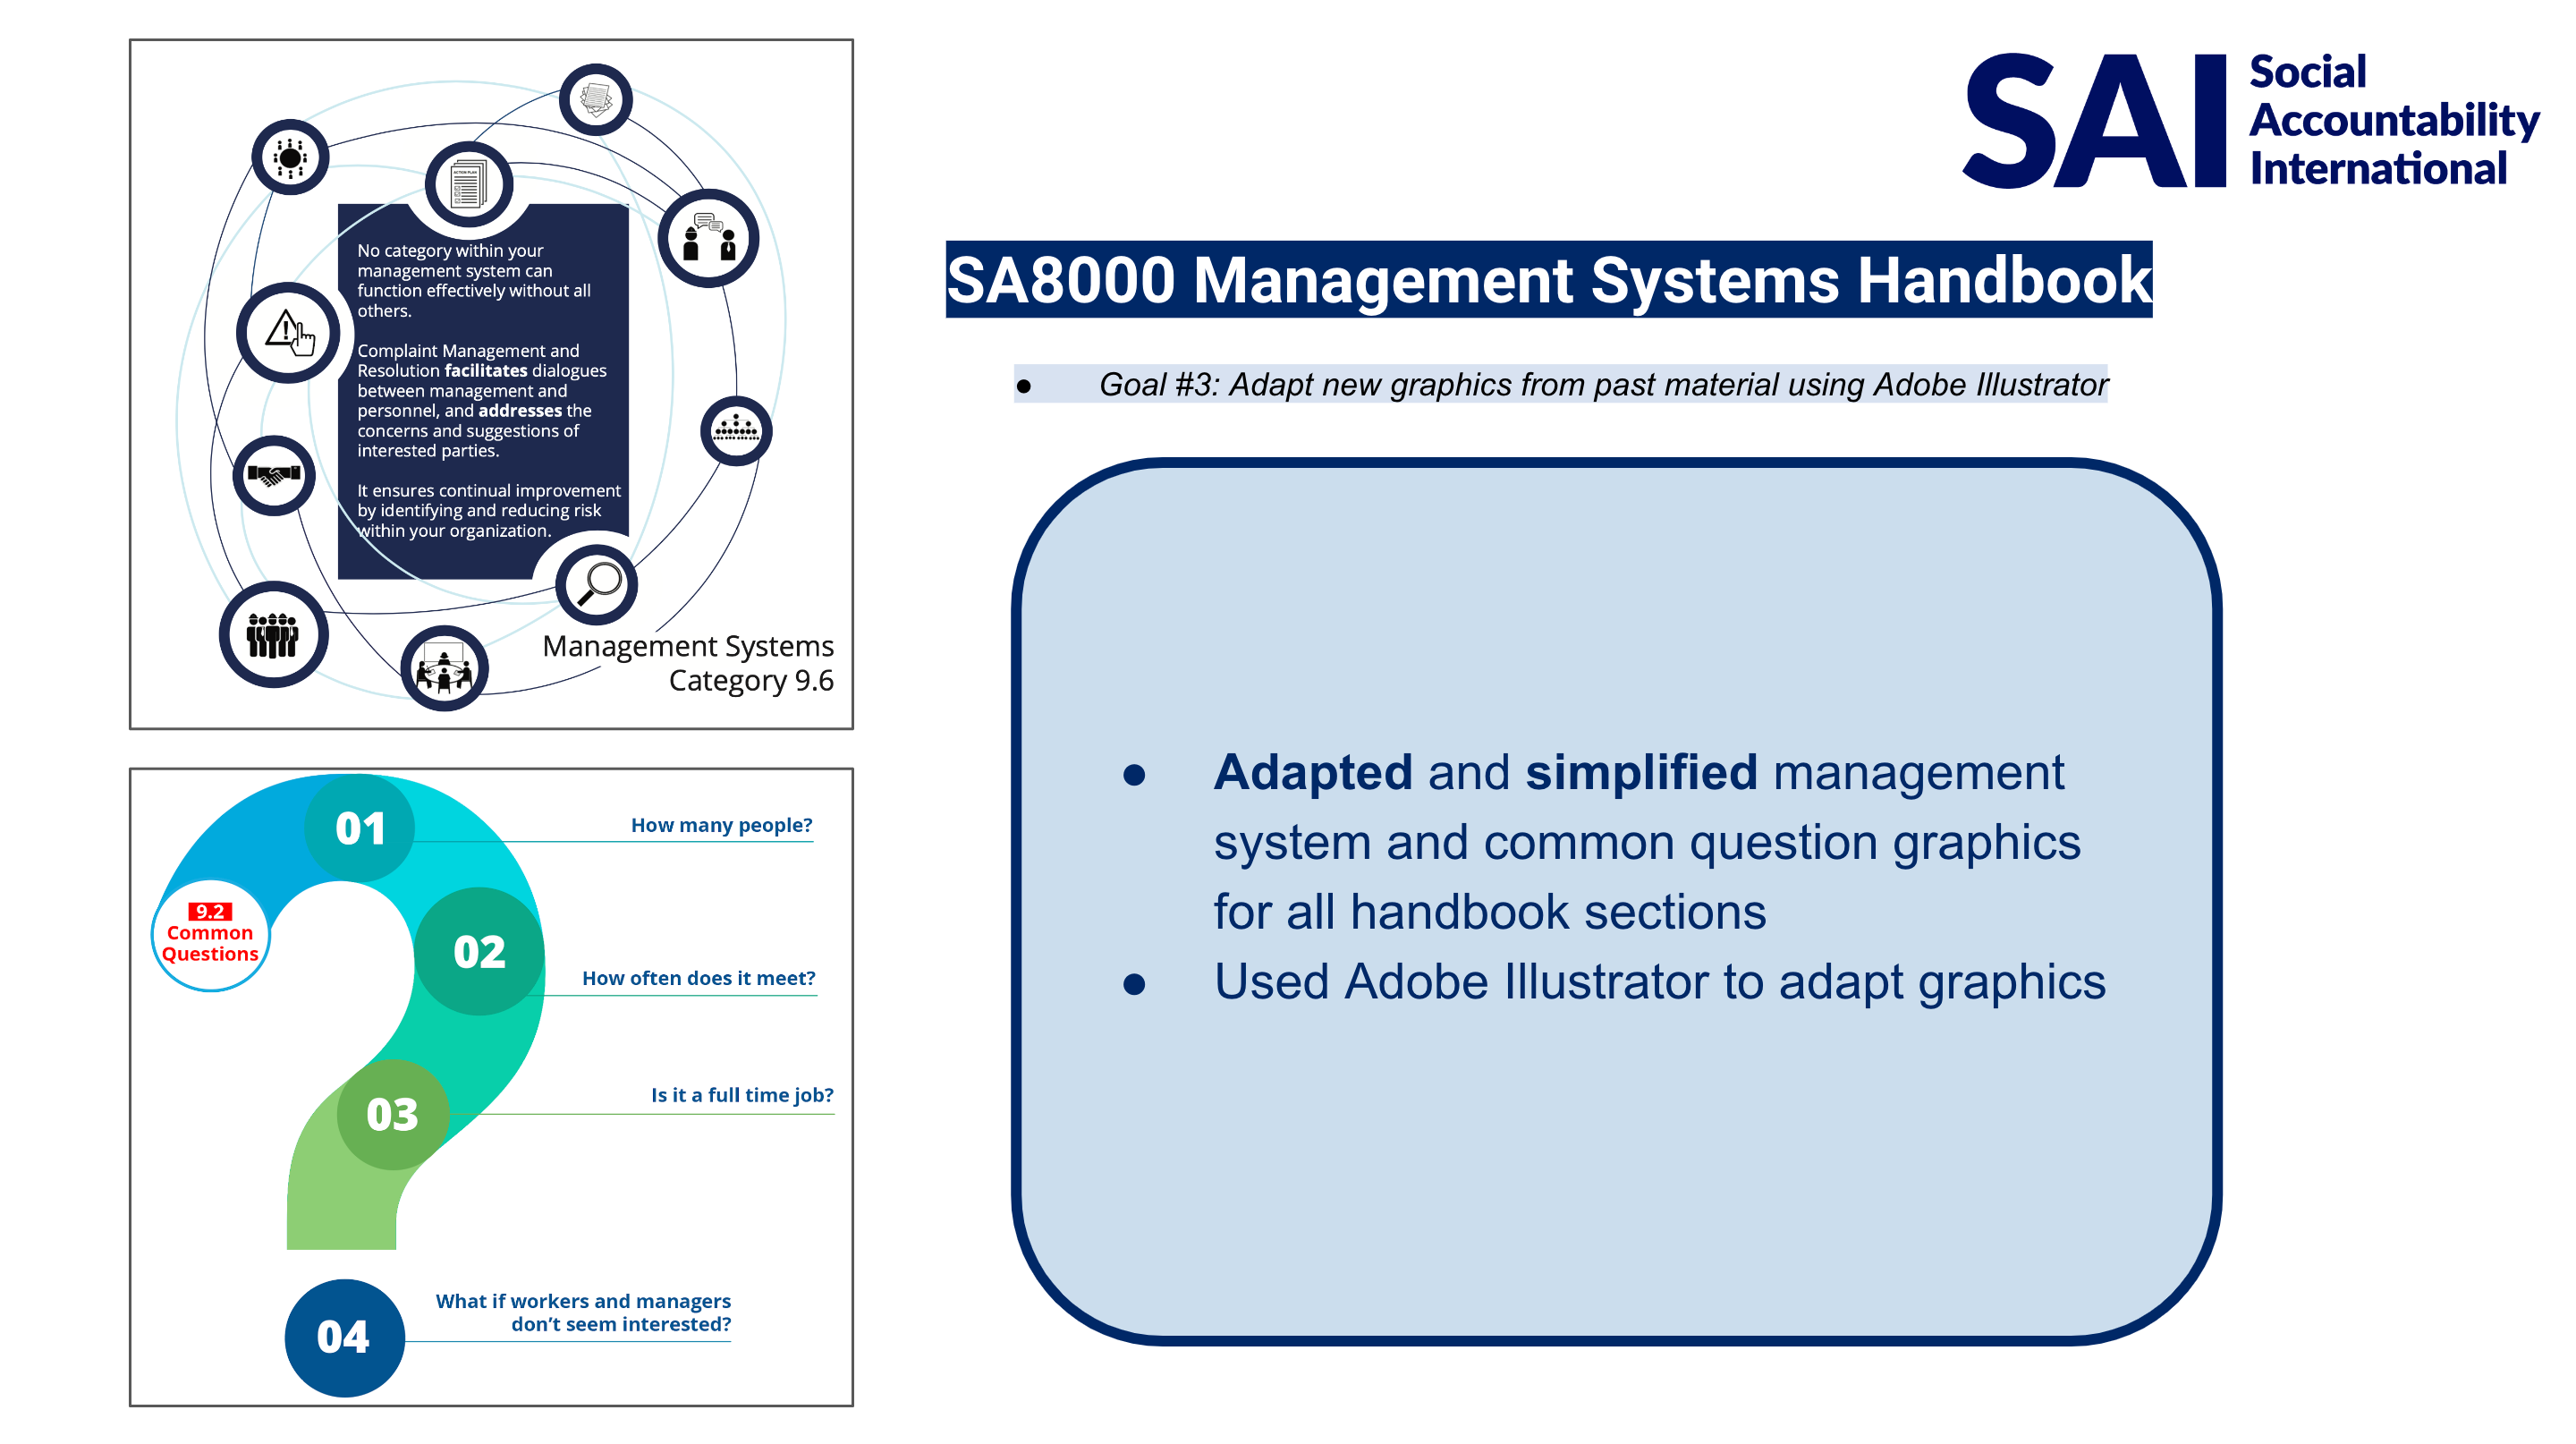 SAI
Social
Accountability
International
SA8000 Management Systems Handbook
● Goal #3: Adapt new graphics from past material using Adobe Illustrator
● Adapted and simplified management
system and common question graphics
for all handbook sections
● Used Adobe Illustrator to adapt graphics
ACTION PLAN
No category within your
management system can
function effectively without all
others.
Complaint Management and
Resolution facilitates dialogues
between management and
personnel, and addresses the
concerns and suggestions of
interested parties.
It ensures continual improvement
by identifying and reducing risk
within your organization.
Management Systems
Category 9.6
9.2
Common
Questions
01
How many people?
02
How often does it meet?
03
Is it a full time job?
04
What if workers and managers
don’t seem interested?